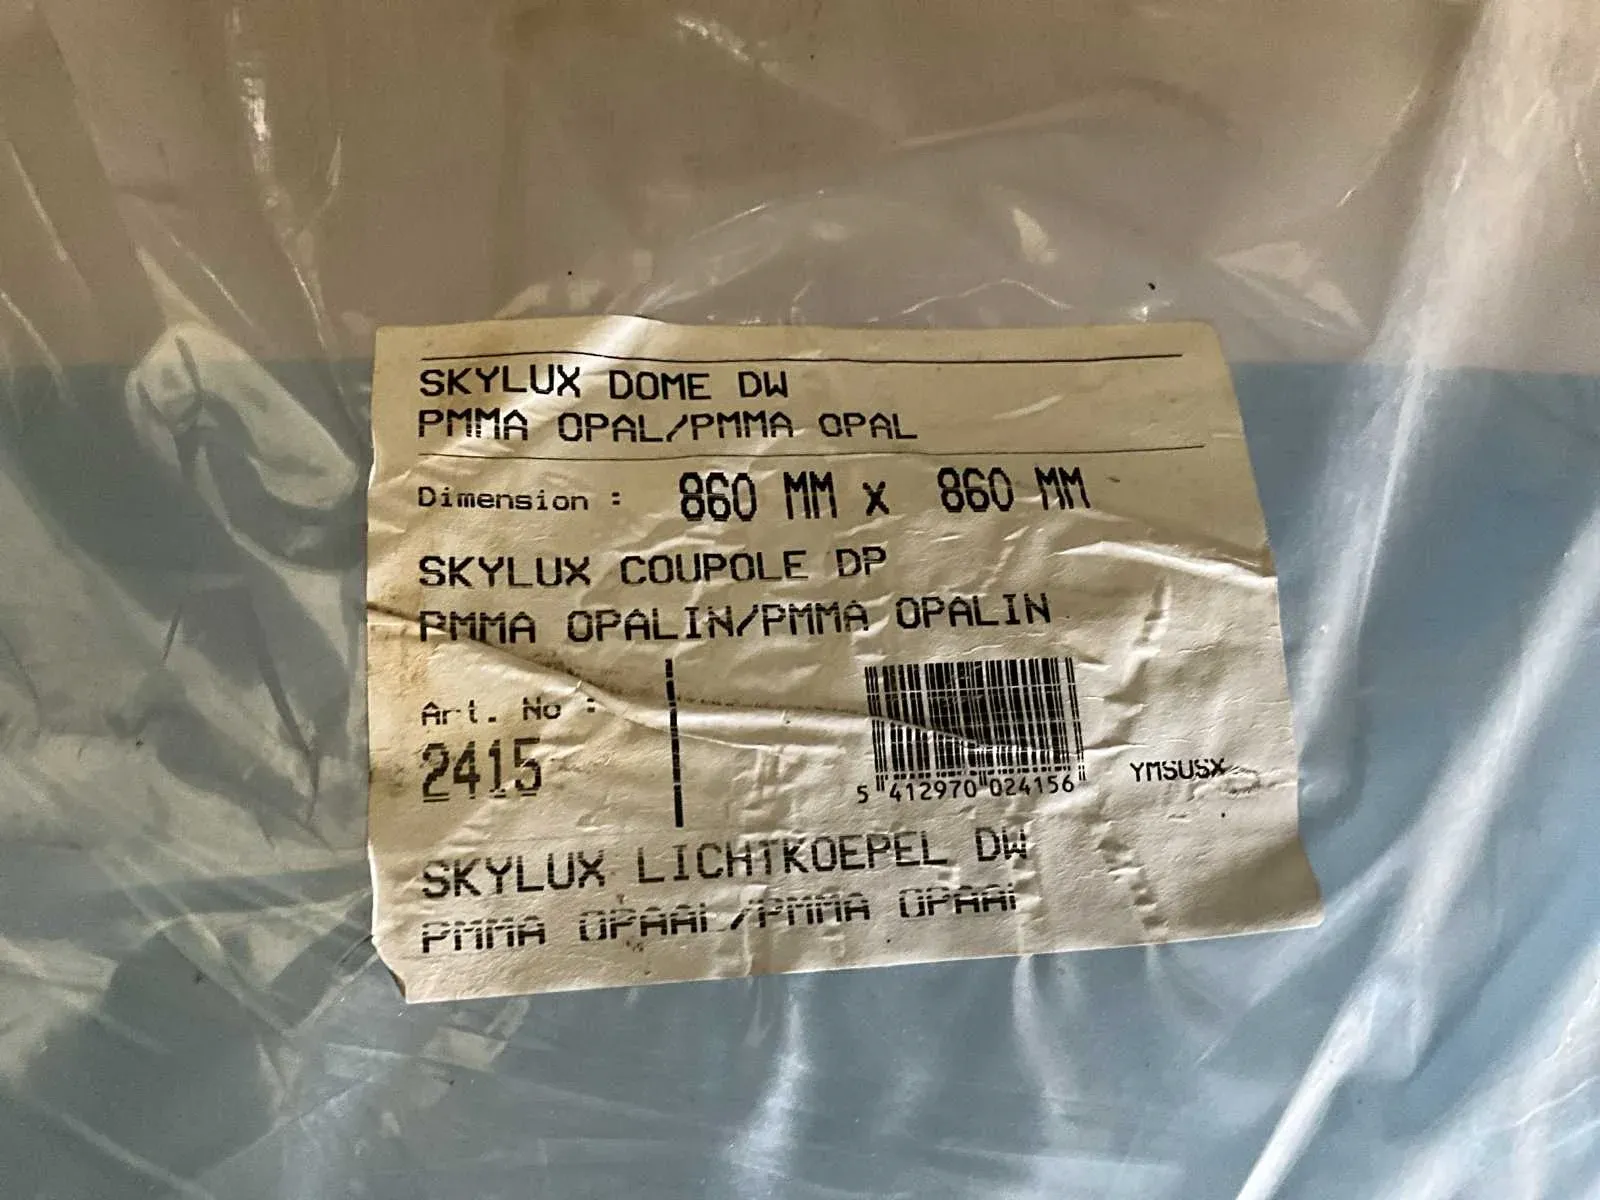 SKYLUX DOME DW
PMMA OPAL/PMMA OPAL
Dimension : 860 MM x 860 MM
SKYLUX COUPOLE DP
PMMA OPALIN/PMMA OPALIN
Art. No :
2415
5 412970 024156
YMSUSX
SKYLUX LICHTKOEPEL DW
PMMA OPAAL/PMMA OPAAL